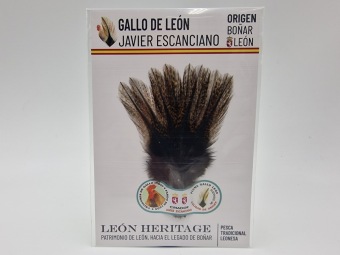 GALLO DE LEÓN
JAVIER ESCANCIANO
ORIGEN
BOÑAR
LEÓN
LEÓN HERITAGE
PATRIMONIO DE LEÓN, HACIA EL LEGADO DE BOÑAR
PESCA
TRADICIONAL
LEONESA